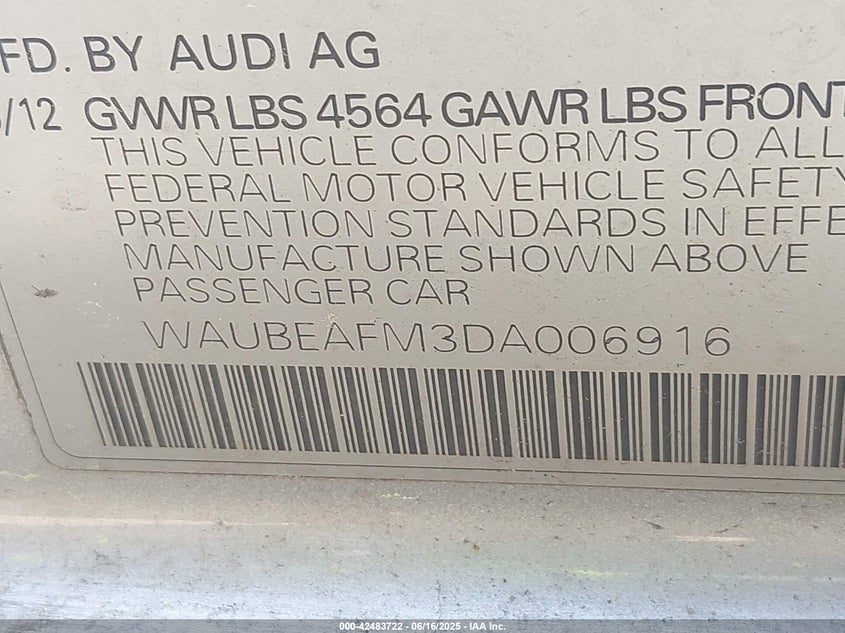 FD. BY AUDI AG
/12 GVWR LBS 4564 GAWR LBS FRONT
THIS VEHICLE CONFORMS TO ALL
FEDERAL MOTOR VEHICLE SAFETY
PREVENTION STANDARDS IN EFFE
MANUFACTURE SHOWN ABOVE
PASSENGER CAR
WAUBEAFM3DA006916
000-42483722 - 06/16/2025 - IAA Inc.